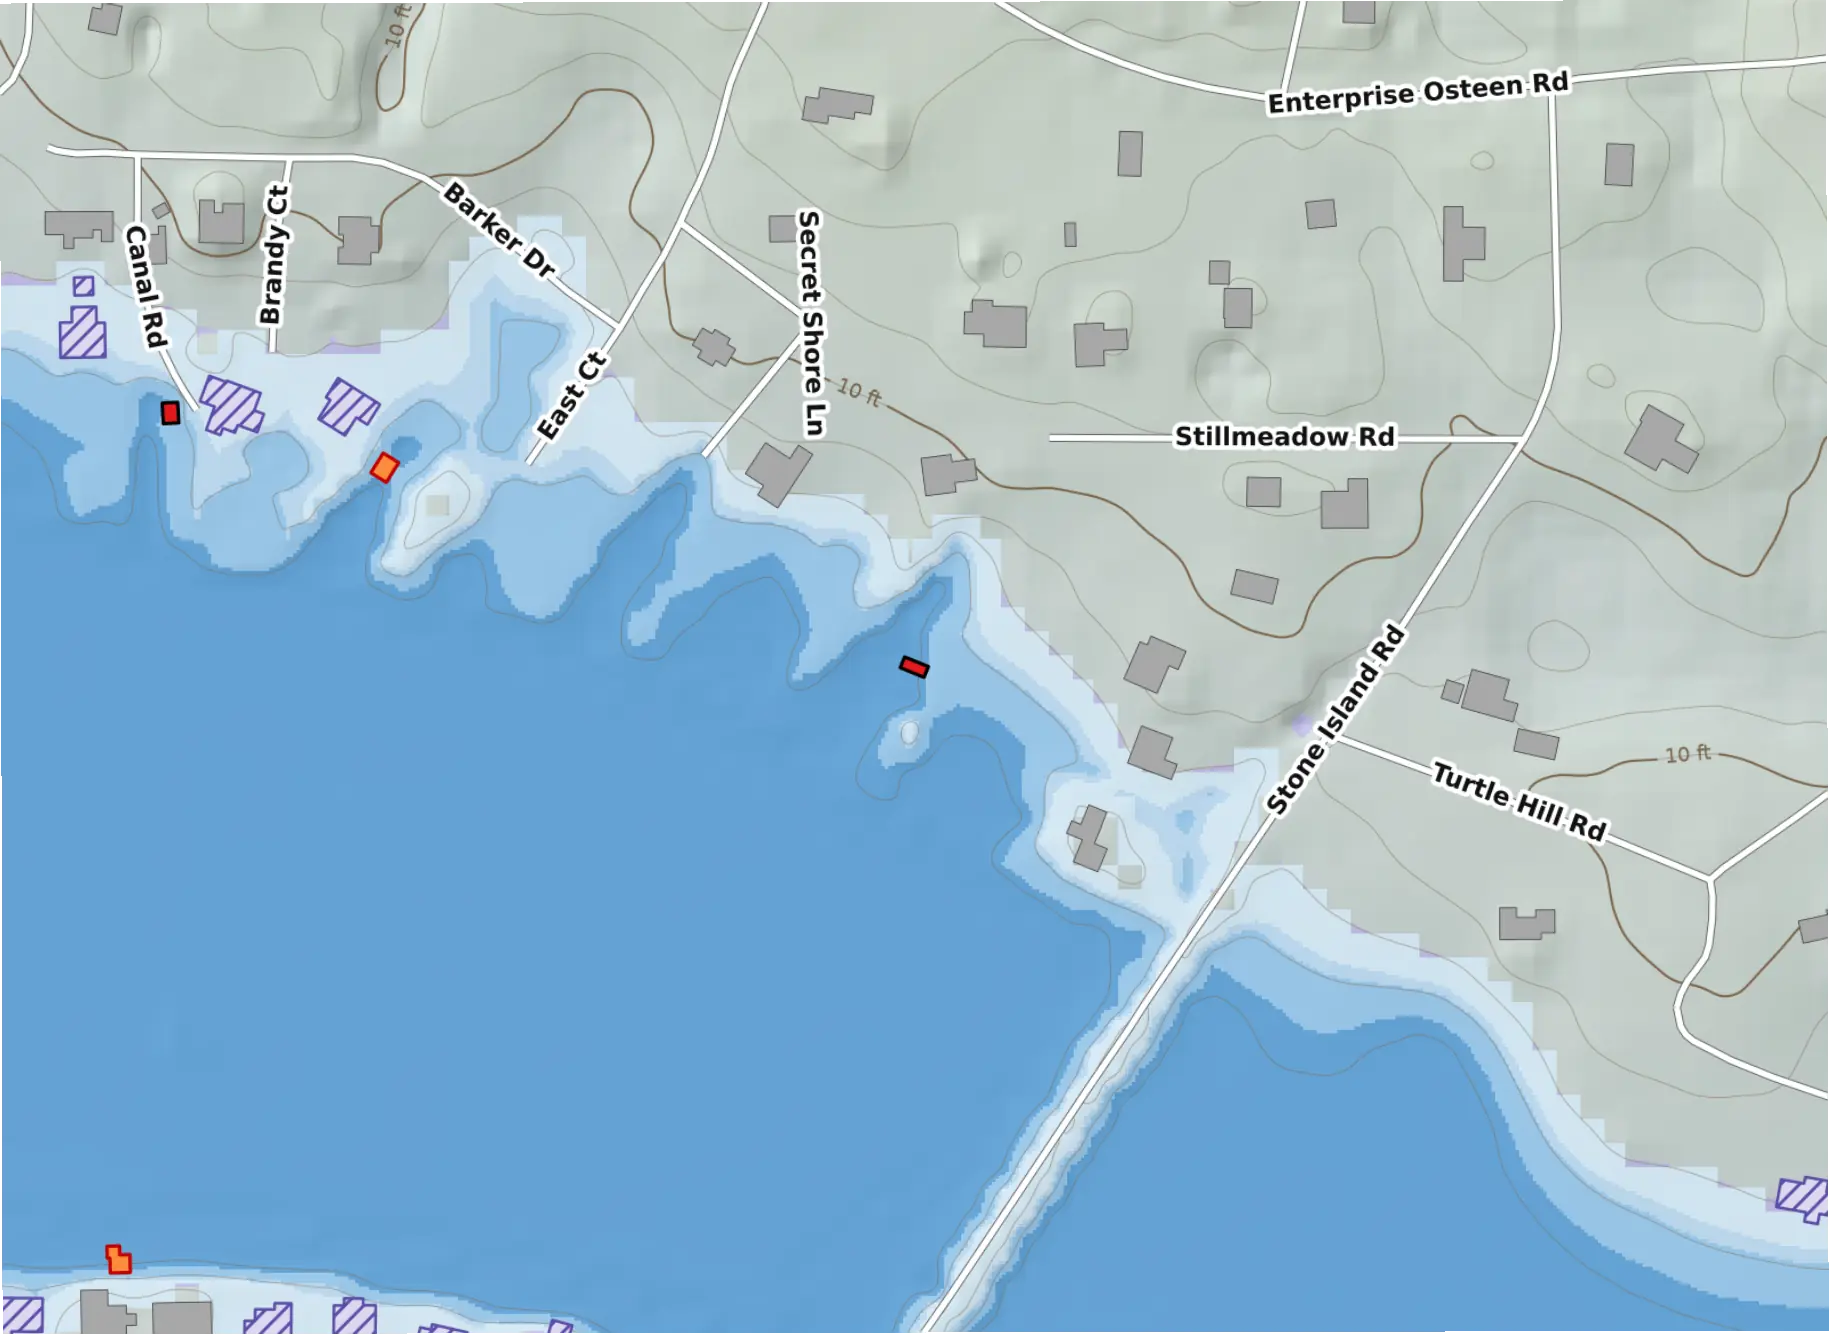 10 ft
Enterprise Osteen Rd
Barker Dr
Canal Rd
Brandy Ct
Secret Shore Ln
East Ct
10 ft
Stillmeadow Rd
Stone Island Rd
Turtle Hill Rd
10 ft